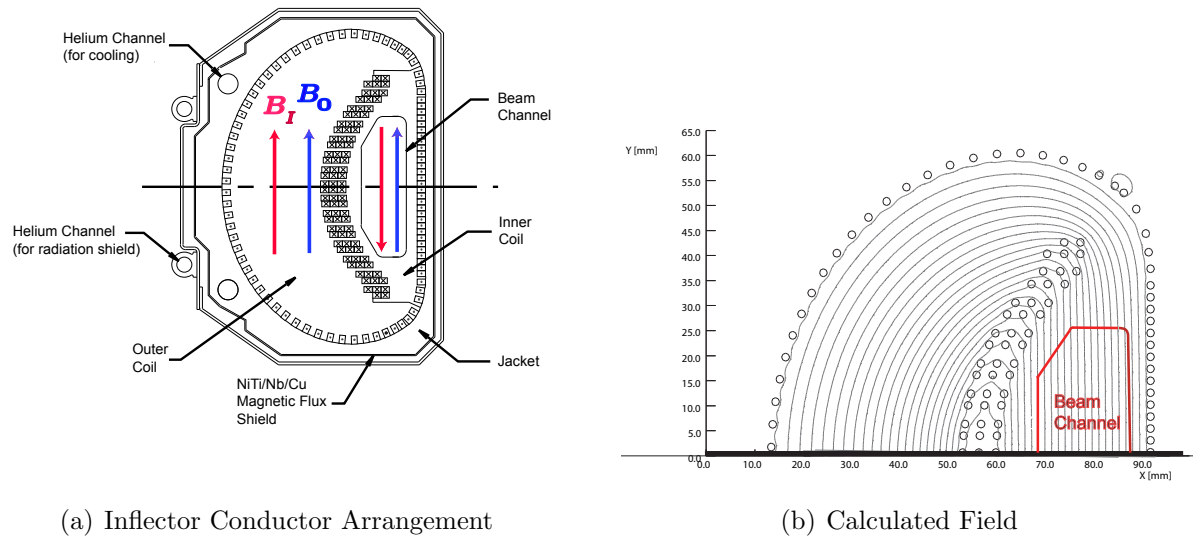 Helium Channel
(for cooling)
B_I
B_O
Beam
Channel
Inner
Coil
Helium Channel
(for radiation shield)
Outer
Coil
Jacket
NiTi/Nb/Cu
Magnetic Flux
Shield
(a) Inflector Conductor Arrangement
Y [mm]
65.0
60.0
55.0
50.0
45.0
40.0
35.0
30.0
25.0
20.0
15.0
10.0
5.0
0.0
Beam
Channel
0.0 10.0 20.0 30.0 40.0 50.0 60.0 70.0 80.0 90.0
X [mm]
(b) Calculated Field